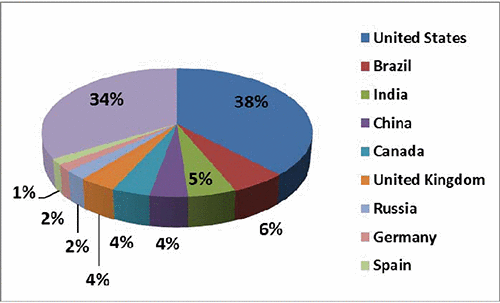 United States
Brazil
India
China
Canada
United Kingdom
Russia
Germany
Spain
34%
38%
5%
1%
2%
2%
4%
4%
4%
6%